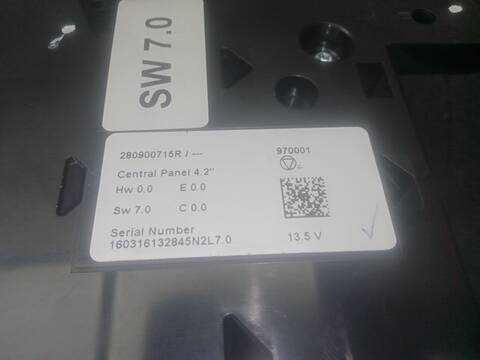 SW 7.0
280900715R / ---
970001
Central Panel 4.2"
Hw 0.0 E 0.0
Sw 7.0 C 0.0
Serial Number
160316132845N2L7.0
13.5 V